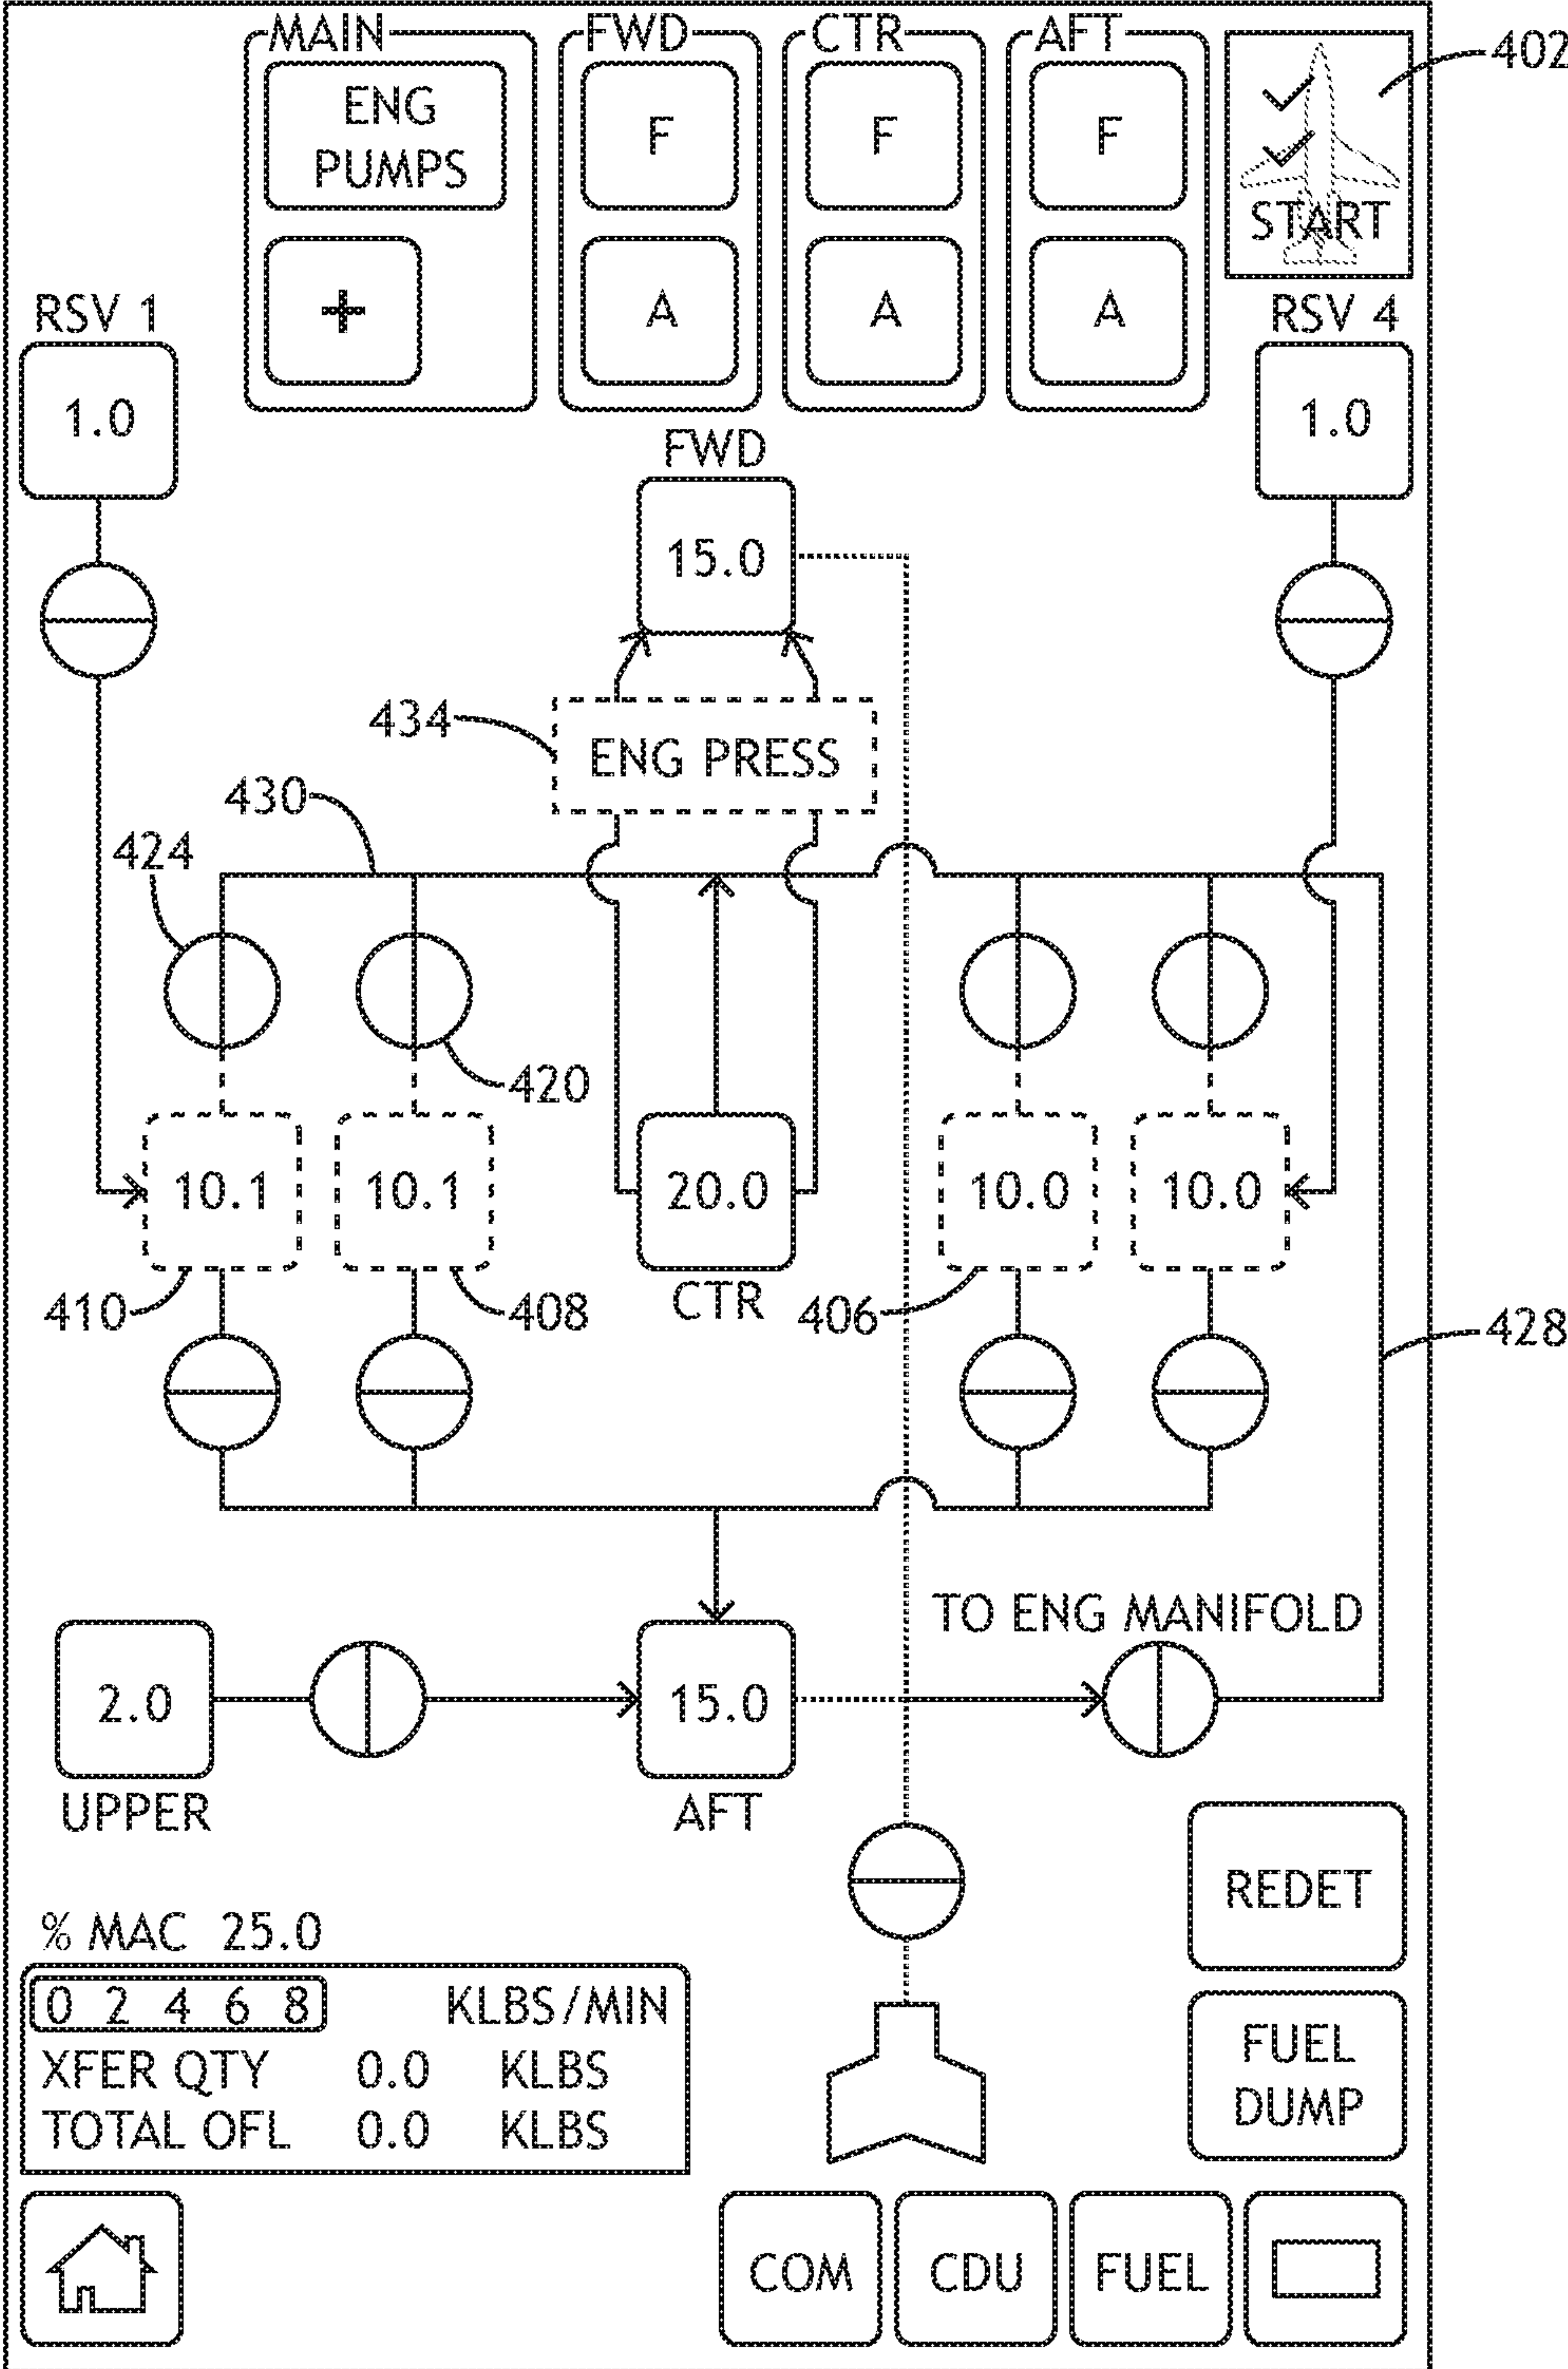 MAIN
FWD
CTR
AFT
402
ENG
PUMPS
F
F
F
START
+
A
A
A
RSV 1
RSV 4
1.0
1.0
FWD
15.0
434
ENG PRESS
430
424
420
10.1
10.1
20.0
10.0
10.0
410
408
CTR
406
428
TO ENG MANIFOLD
2.0
15.0
UPPER
AFT
REDET
% MAC 25.0
0 2 4 6 8 KLBS/MIN
XFER QTY 0.0 KLBS
TOTAL OFL 0.0 KLBS
FUEL
DUMP
COM
CDU
FUEL